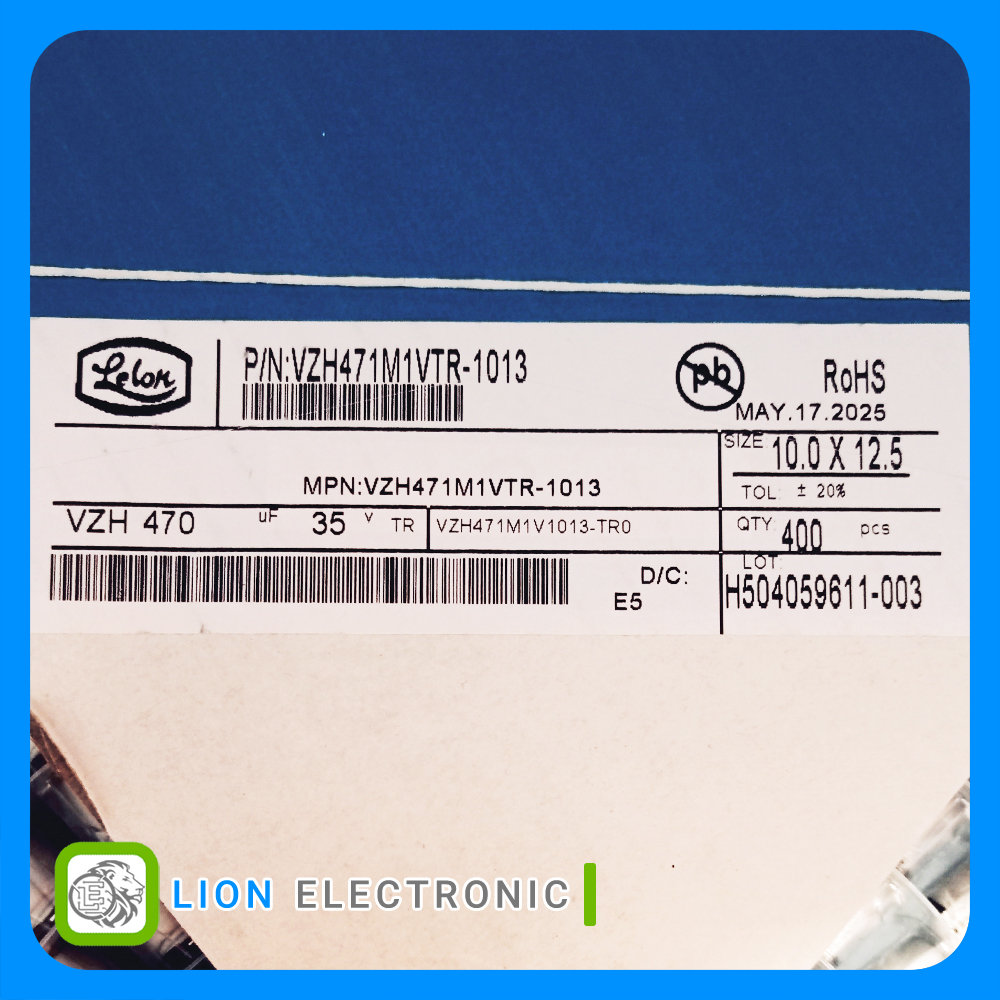 Lelon
P/N:VZH471M1VTR-1013
pb
RoHS
MAY.17.2025
SIZE 10.0 X 12.5
MPN:VZH471M1VTR-1013
TOL: ± 20%
VZH 470 uF 35 V TR
VZH471M1V1013-TR0
QTY: 400 pcs
D/C:
E5
LOT:
H504059611-003
LE
LION ELECTRONIC